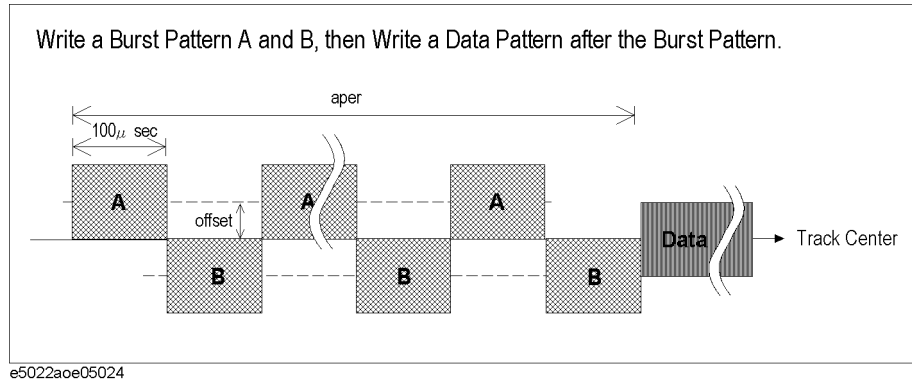 Write a Burst Pattern A and B, then Write a Data Pattern after the Burst Pattern.
aper
100μ sec
A
A
A
offset
B
B
B
Data
Track Center
e5022aoe05024